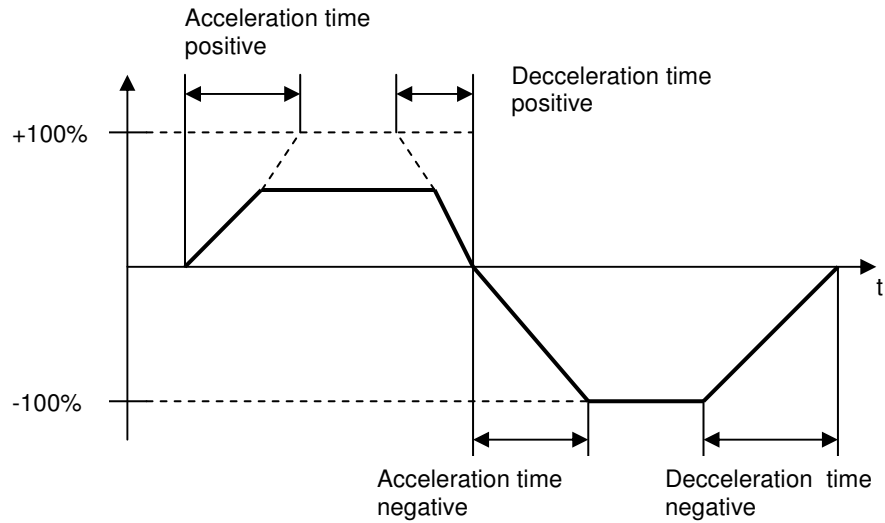 Acceleration time
positive
Decceleration time
positive
+100%
t
-100%
Acceleration time
negative
Decceleration time
negative